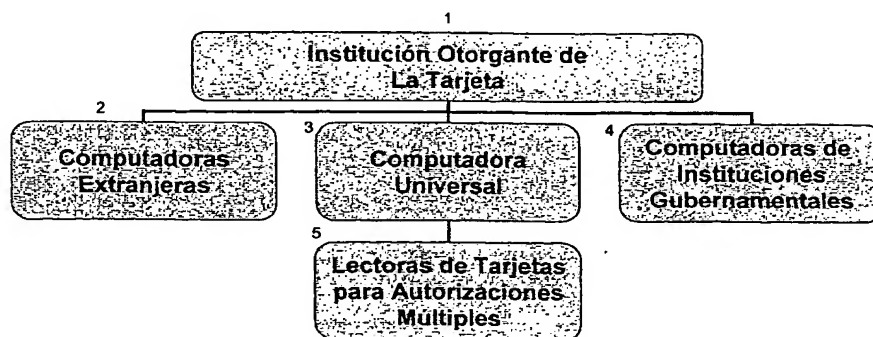 1
Institución Otorgante de
La Tarjeta
2
Computadoras
Extranjeras
3
Computadora
Universal
4
Computadoras de
Instituciones
Gubernamentales
5
Lectoras de Tarjetas
para Autorizaciones
Multiples